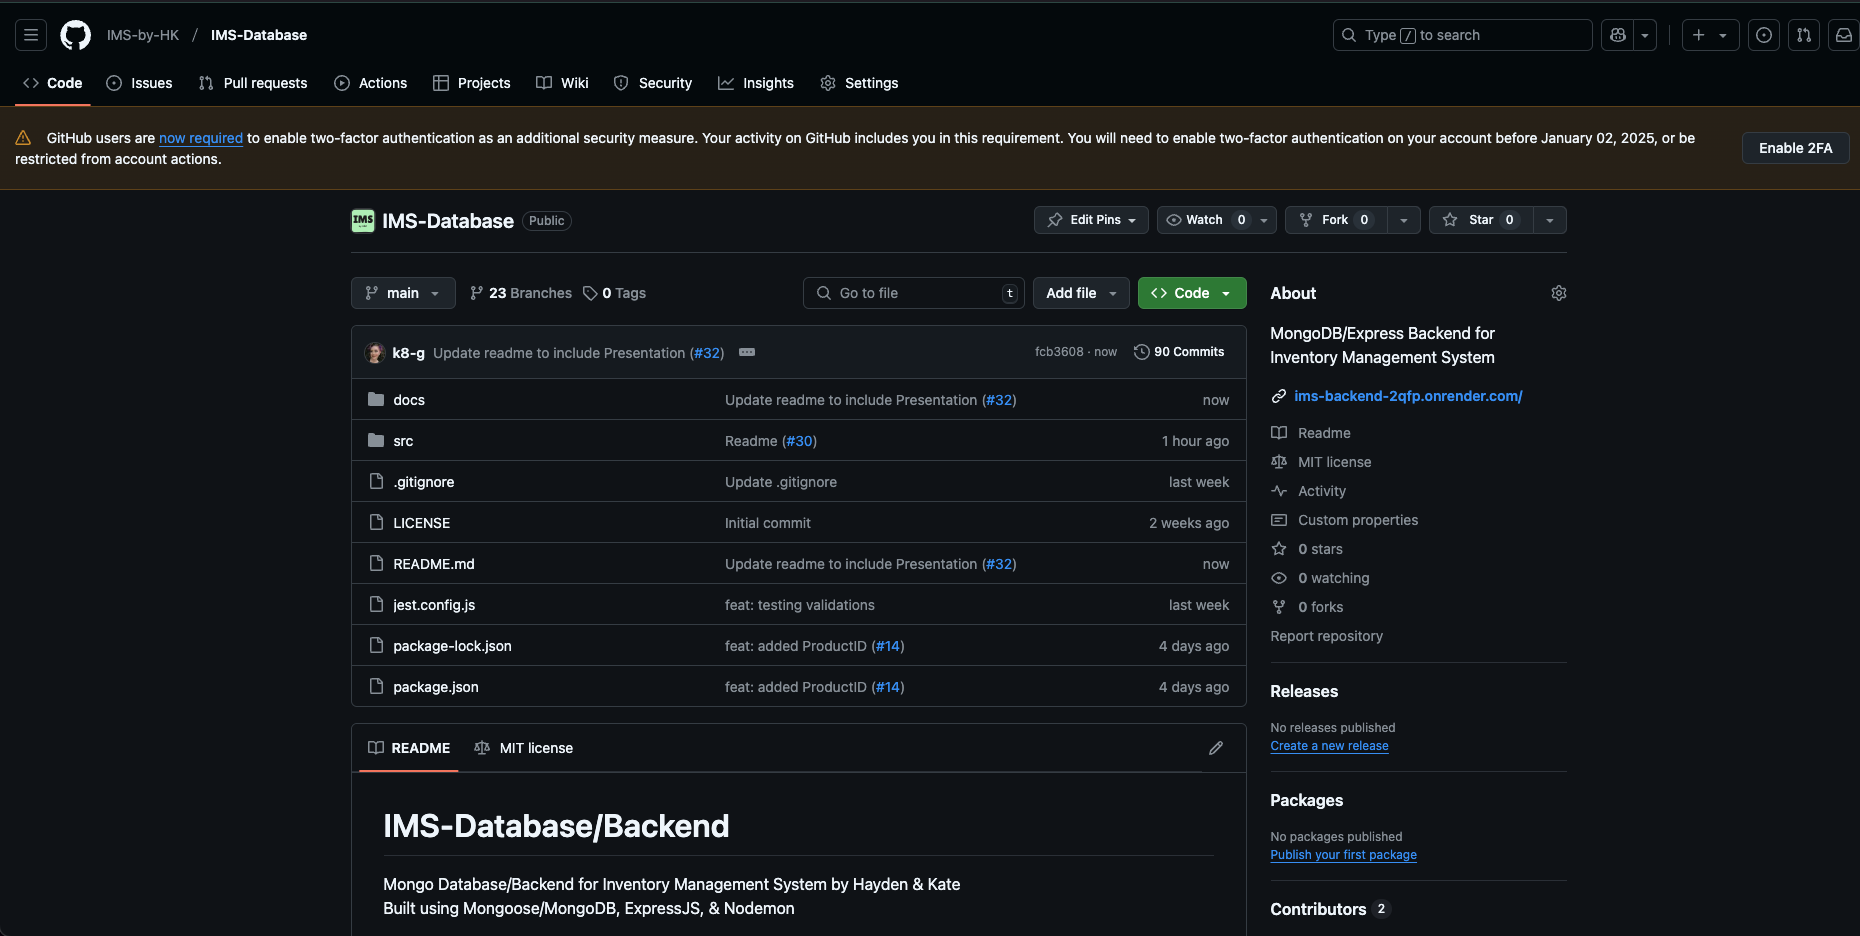 IMS-by-HK / IMS-Database
Type / to search
Code Issues Pull requests Actions Projects Wiki Security Insights Settings
GitHub users are now required to enable two-factor authentication as an additional security measure. Your activity on GitHub includes you in this requirement. You will need to enable two-factor authentication on your account before January 02, 2025, or be
restricted from account actions.
Enable 2FA
IMS
IMS-Database Public
Edit Pins Watch 0 Fork 0 Star 0
main 23 Branches 0 Tags
Go to file t Add file Code
k8-g Update readme to include Presentation (#32) fcb3608 · now 90 Commits
docs Update readme to include Presentation (#32) now
src Readme (#30) 1 hour ago
.gitignore Update .gitignore last week
LICENSE Initial commit 2 weeks ago
README.md Update readme to include Presentation (#32) now
jest.config.js feat: testing validations last week
package-lock.json feat: added ProductID (#14) 4 days ago
package.json feat: added ProductID (#14) 4 days ago
README MIT license
IMS-Database/Backend
Mongo Database/Backend for Inventory Management System by Hayden & Kate
Built using Mongoose/MongoDB, ExpressJS, & Nodemon
About
MongoDB/Express Backend for
Inventory Management System
ims-backend-2qfp.onrender.com/
Readme
MIT license
Activity
Custom properties
0 stars
0 watching
0 forks
Report repository
Releases
No releases published
Create a new release
Packages
No packages published
Publish your first package
Contributors 2